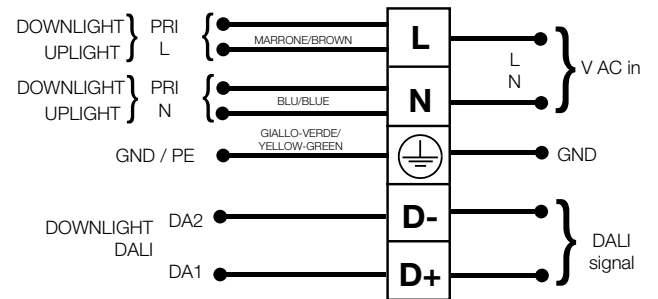 DOWNLIGHT } PRI {
UPLIGHT L
MARRONE/BROWN
L
L
N
} V AC in
DOWNLIGHT } PRI {
UPLIGHT N
BLU/BLUE
N
GND / PE
GIALLO-VERDE/
YELLOW-GREEN
GND
DOWNLIGHT
DALI
DA2
D-
DA1
D+
} DALI
signal